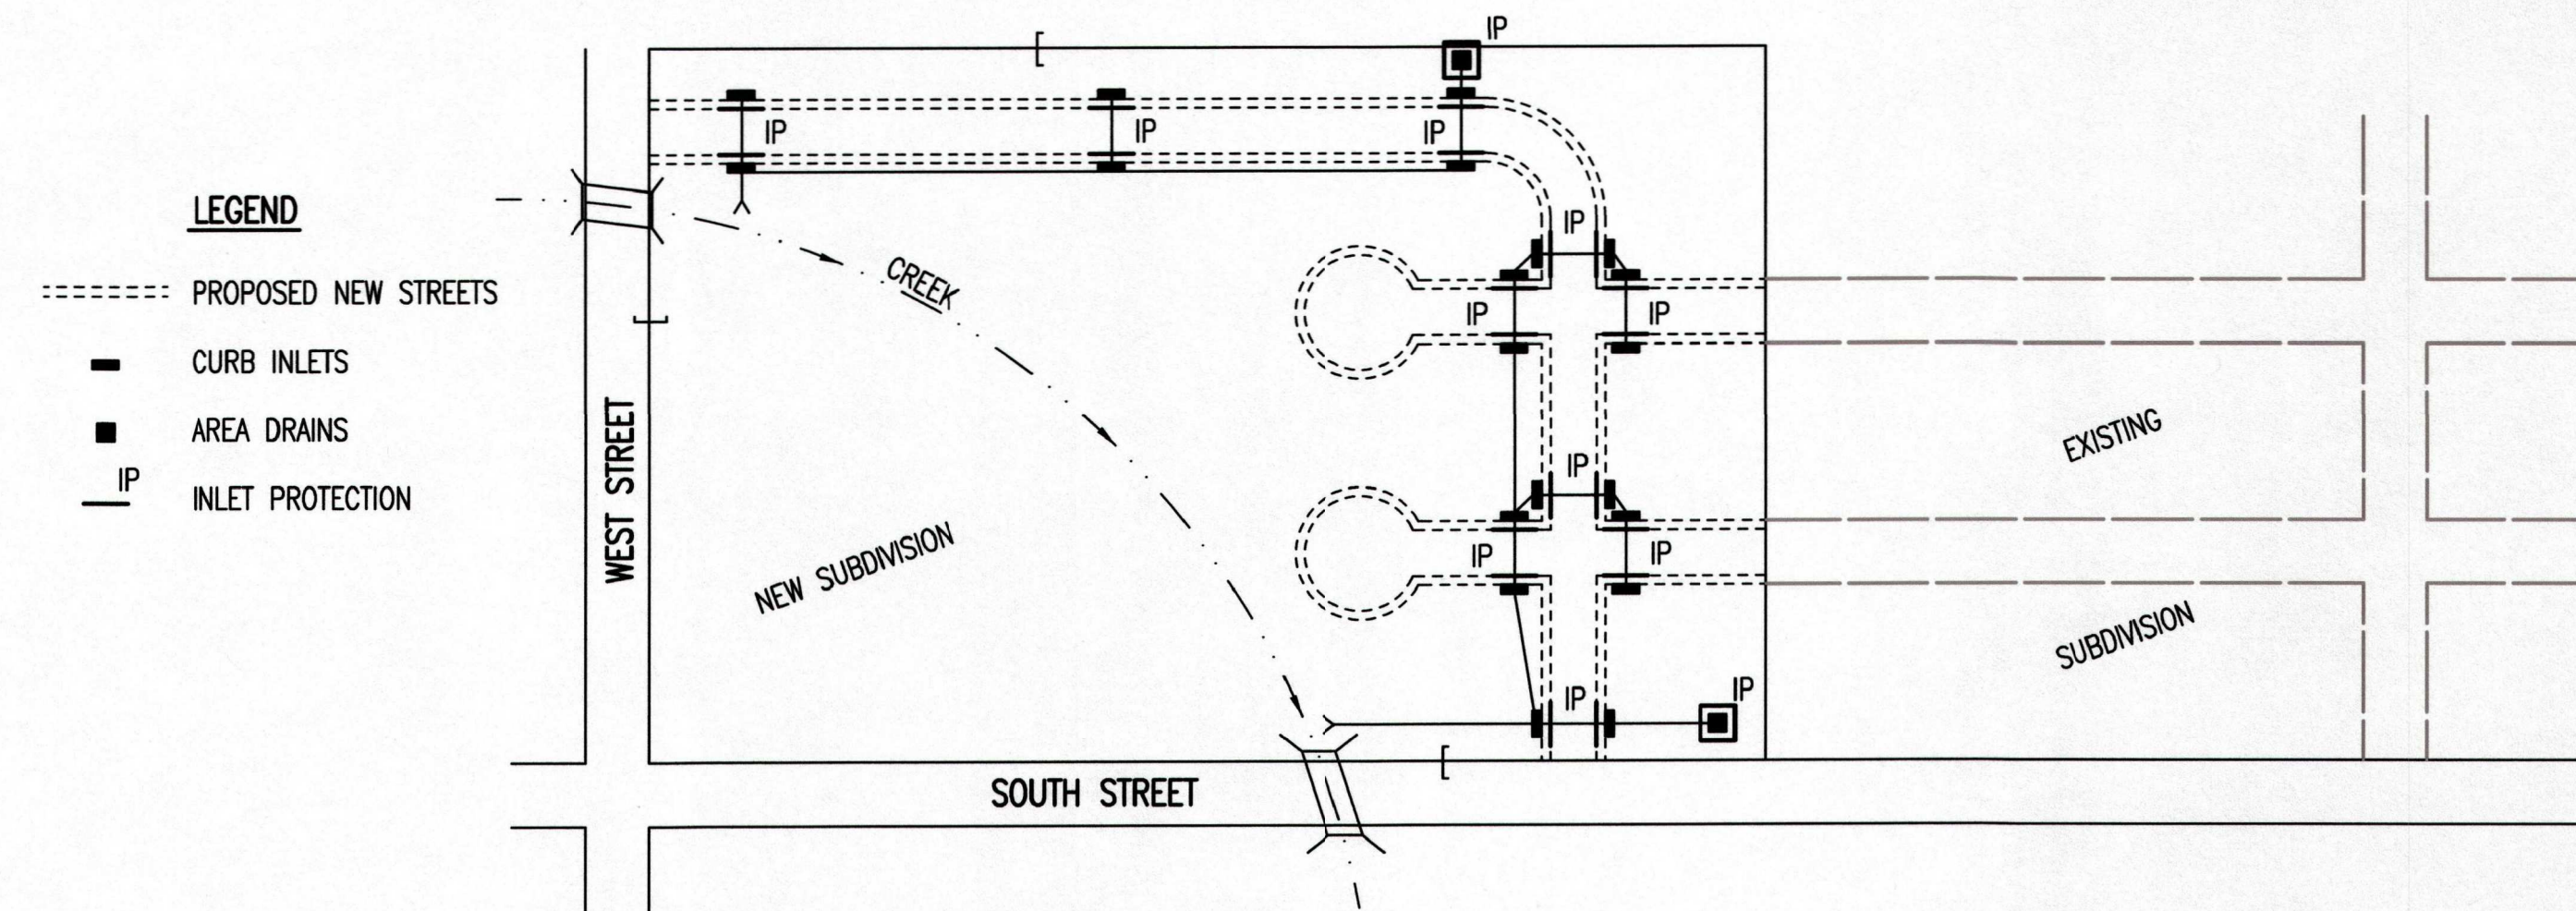 IP
IP
IP
IP
LEGEND
PROPOSED NEW STREETS
CURB INLETS
AREA DRAINS
IP
INLET PROTECTION
WEST STREET
CREEK
NEW SUBDIVISION
IP
IP
IP
IP
IP
IP
IP
IP
EXISTING
SUBDIVISION
SOUTH STREET